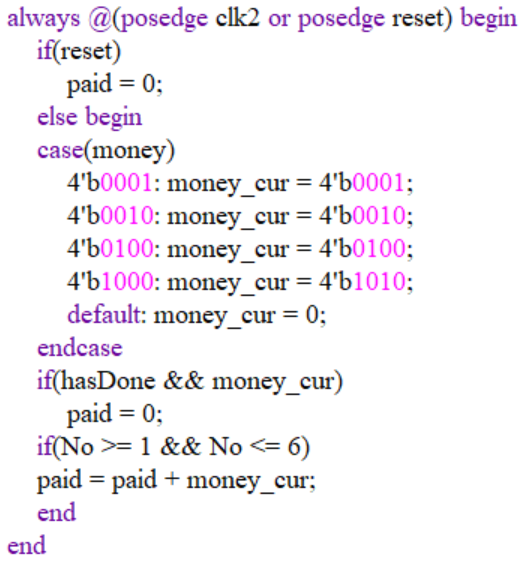 always @(posedge clk2 or posedge reset) begin
if(reset)
paid = 0;
else begin
case(money)
4'b0001: money_cur = 4'b0001;
4'b0010: money_cur = 4'b0010;
4'b0100: money_cur = 4'b0100;
4'b1000: money_cur = 4'b1010;
default: money_cur = 0;
endcase
if(hasDone && money_cur)
paid = 0;
if(No >= 1 && No <= 6)
paid = paid + money_cur;
end
end